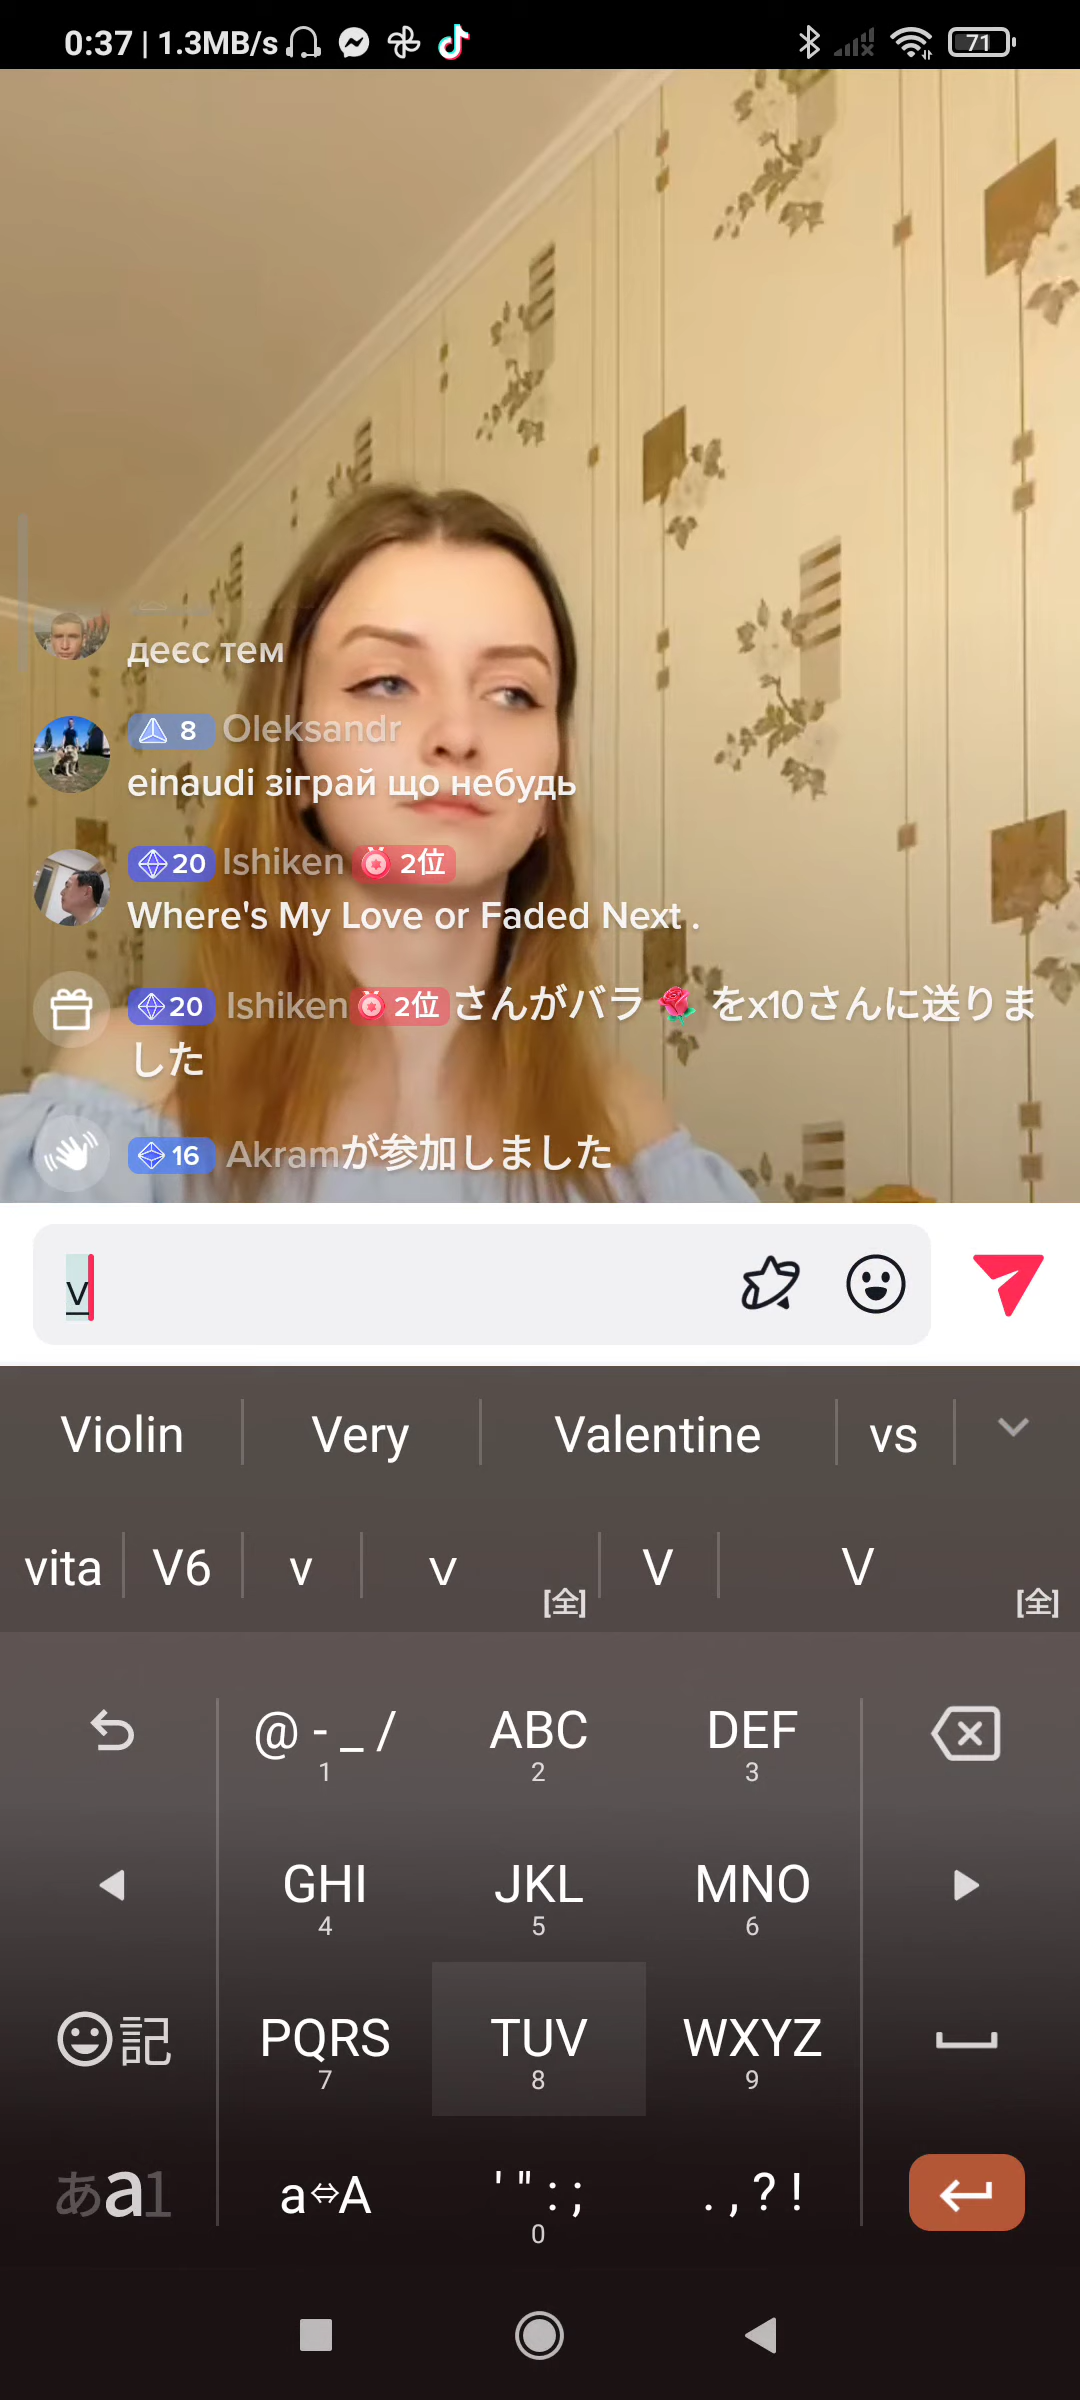 0:37 | 1.3MB/s 71
деєс тем
8 Oleksandr
einaudi зіграй що небудь
20 Ishiken 2位
Where's My Love or Faded Next .
20 Ishiken 2位 さんがバラ 🌹 をx10さんに送りま
した
16 Akramが参加しました
v
Violin Very Valentine vs
vita V6 v v [全] V V [全]
@ - _ / ABC DEF
1 2 3
GHI JKL MNO
4 5 6
記 PQRS TUV WXYZ
7 8 9
あa1 a⇔A ' " : ; . , ? !
0